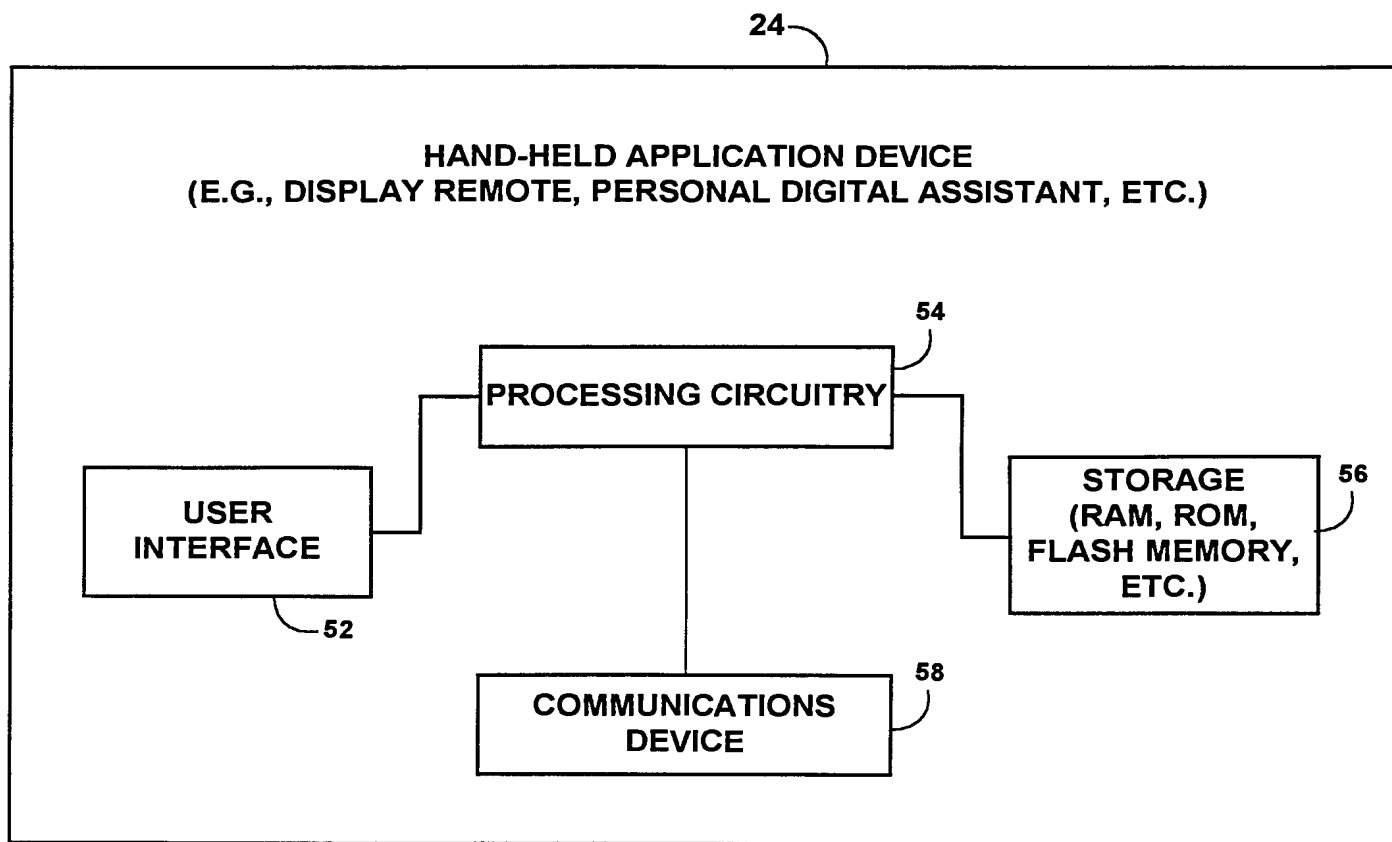 24
HAND-HELD APPLICATION DEVICE
(E.G., DISPLAY REMOTE, PERSONAL DIGITAL ASSISTANT, ETC.)
54
PROCESSING CIRCUITRY
USER
INTERFACE
52
STORAGE
(RAM, ROM,
FLASH MEMORY,
ETC.)
56
58
COMMUNICATIONS
DEVICE